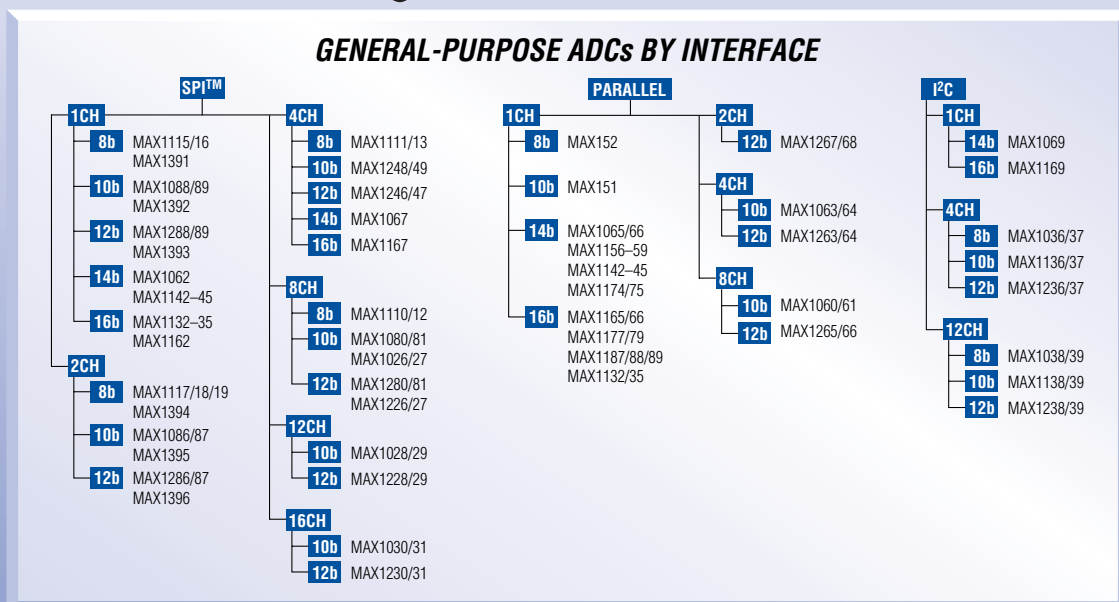 GENERAL-PURPOSE ADCs BY INTERFACE
SPI™
1CH
8b MAX1115/16
MAX1391
10b MAX1088/89
MAX1392
12b MAX1288/89
MAX1393
14b MAX1062
MAX1142–45
16b MAX1132–35
MAX1162
2CH
8b MAX1117/18/19
MAX1394
10b MAX1086/87
MAX1395
12b MAX1286/87
MAX1396
4CH
8b MAX1111/13
10b MAX1248/49
12b MAX1246/47
14b MAX1067
16b MAX1167
8CH
8b MAX1110/12
10b MAX1080/81
MAX1026/27
12b MAX1280/81
MAX1226/27
12CH
10b MAX1028/29
12b MAX1228/29
16CH
10b MAX1030/31
12b MAX1230/31
PARALLEL
1CH
8b MAX152
10b MAX151
14b MAX1065/66
MAX1156–59
MAX1142–45
MAX1174/75
16b MAX1165/66
MAX1177/79
MAX1187/88/89
MAX1132/35
2CH
12b MAX1267/68
4CH
10b MAX1063/64
12b MAX1263/64
8CH
10b MAX1060/61
12b MAX1265/66
I²C
1CH
14b MAX1069
16b MAX1169
4CH
8b MAX1036/37
10b MAX1136/37
12b MAX1236/37
12CH
8b MAX1038/39
10b MAX1138/39
12b MAX1238/39